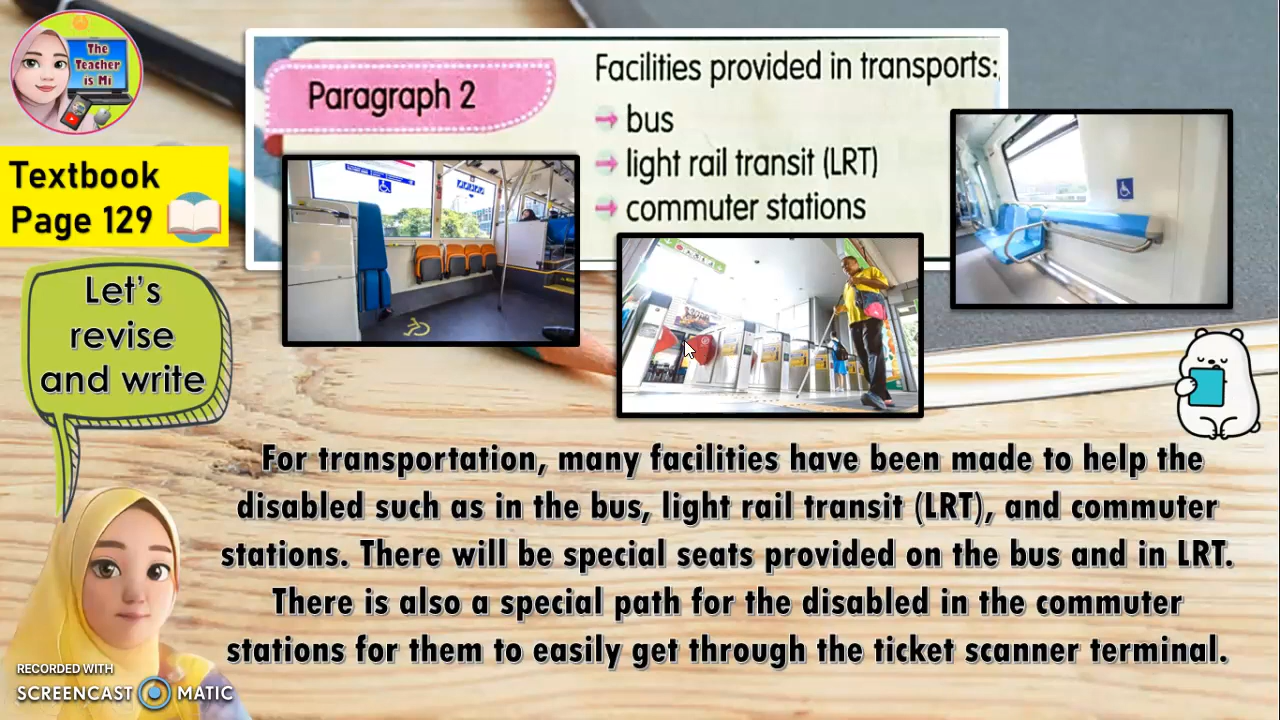 The
Teacher
is Mi
Paragraph 2
Facilities provided in transports:
bus
light rail transit (LRT)
commuter stations
Textbook
Page 129
Let's
revise
and write
For transportation, many facilities have been made to help the
disabled such as in the bus, light rail transit (LRT), and commuter
stations. There will be special seats provided on the bus and in LRT.
There is also a special path for the disabled in the commuter
stations for them to easily get through the ticket scanner terminal.
RECORDED WITH
SCREENCAST MATIC